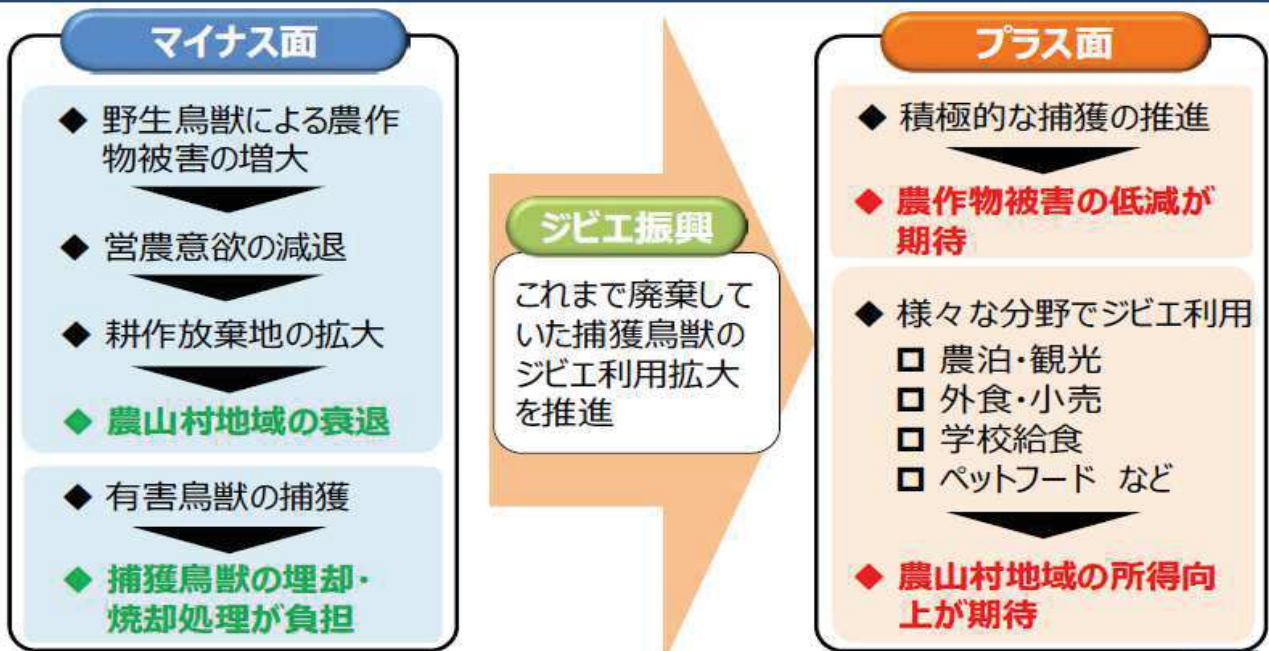 マイナス面
◆ 野生鳥獣による農作
物被害の増大
◆ 営農意欲の減退
◆ 耕作放棄地の拡大
◆ 農山村地域の衰退
◆ 有害鳥獣の捕獲
◆ 捕獲鳥獣の埋却・
焼却処理が負担
ジビエ振興
これまで廃棄して
いた捕獲鳥獣の
ジビエ利用拡大
を推進
プラス面
◆ 積極的な捕獲の推進
◆ 農作物被害の低減が
期待
◆ 様々な分野でジビエ利用
□ 農泊・観光
□ 外食・小売
□ 学校給食
□ ペットフード など
◆ 農山村地域の所得向
上が期待